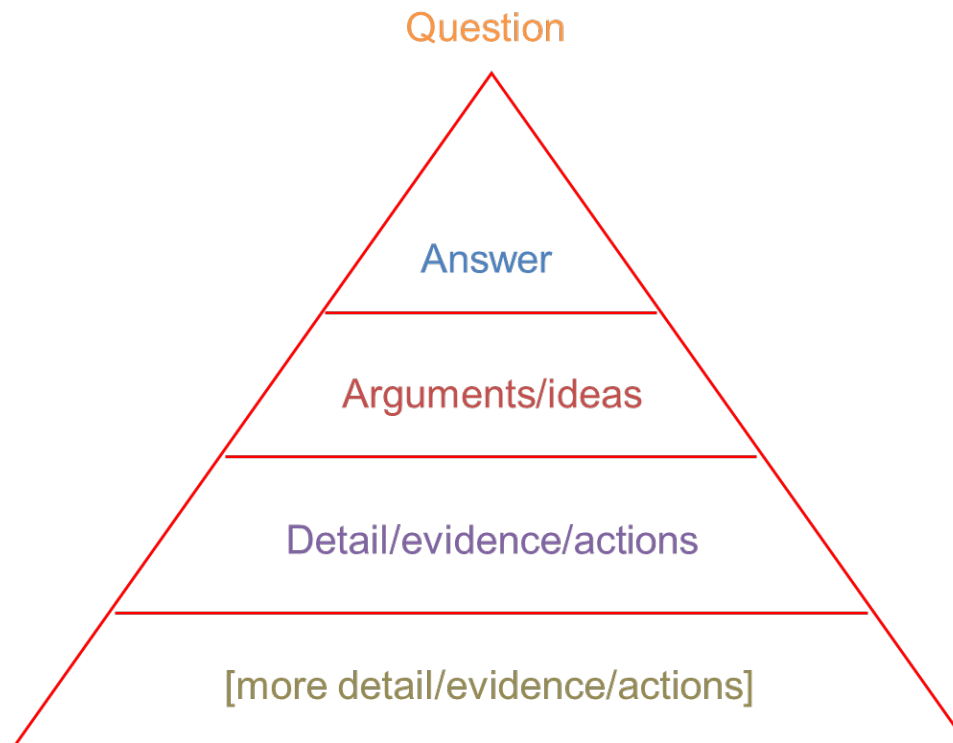 Question
Answer
Arguments/ideas
Detail/evidence/actions
[more detail/evidence/actions]